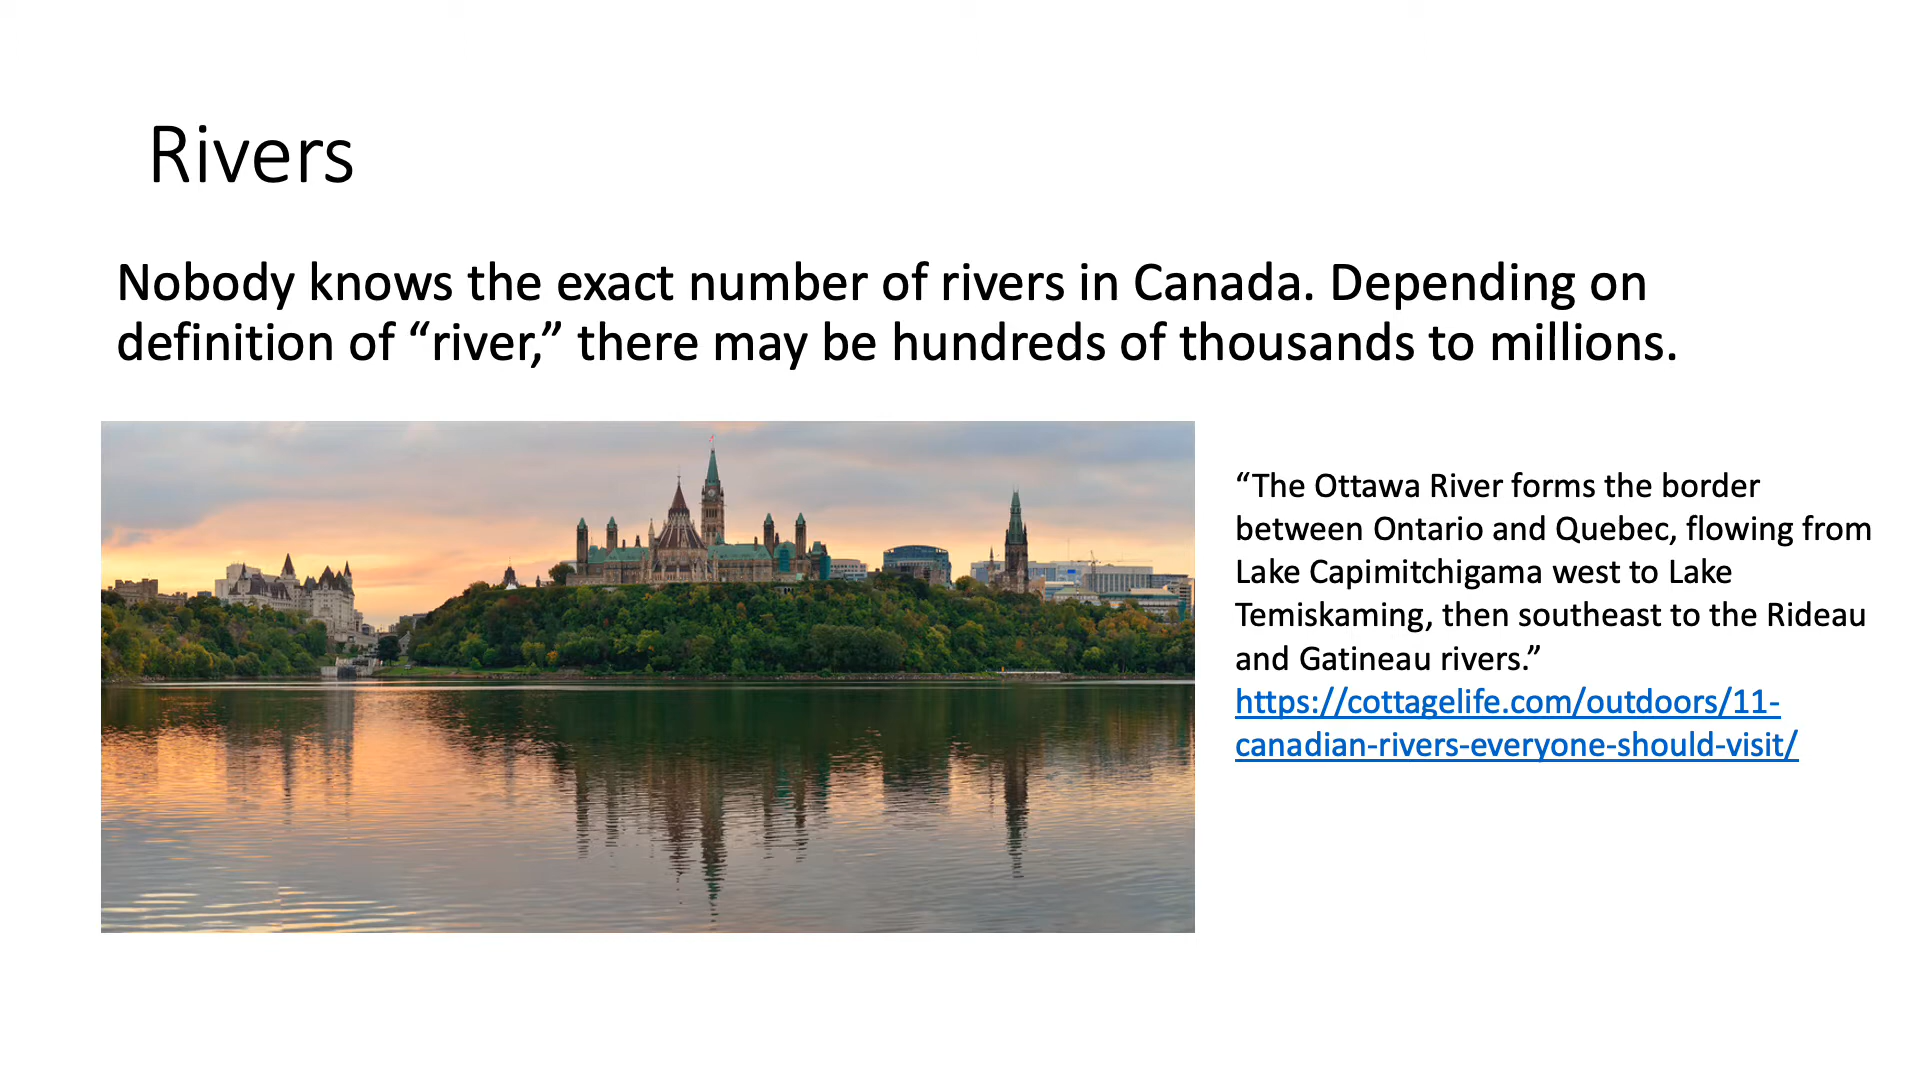 Rivers
Nobody knows the exact number of rivers in Canada. Depending on
definition of “river,” there may be hundreds of thousands to millions.
“The Ottawa River forms the border
between Ontario and Quebec, flowing from
Lake Capimitchigama west to Lake
Temiskaming, then southeast to the Rideau
and Gatineau rivers.”
https://cottagelife.com/outdoors/11-
canadian-rivers-everyone-should-visit/